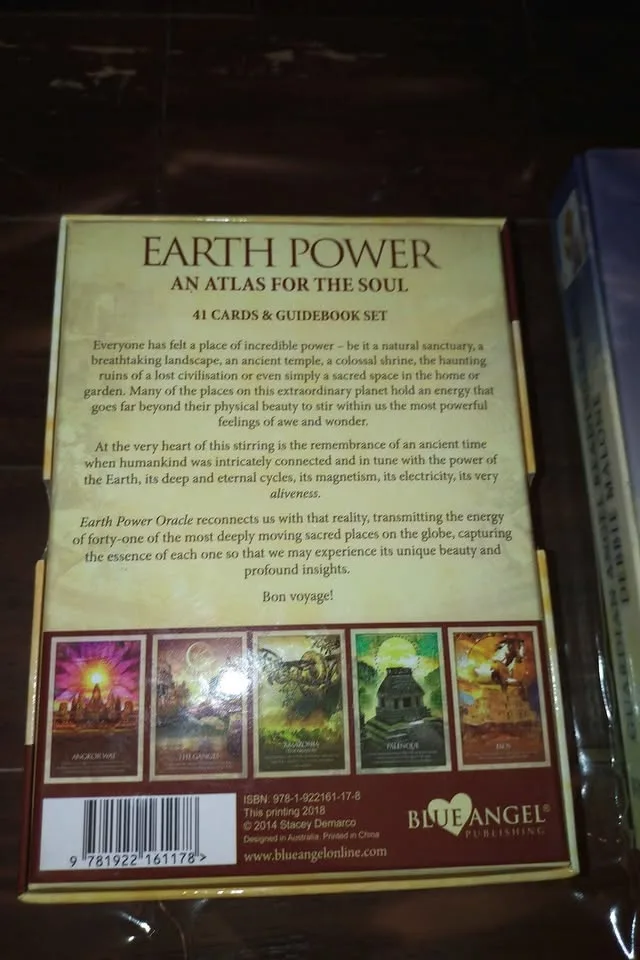 EARTH POWER
AN ATLAS FOR THE SOUL
41 CARDS & GUIDEBOOK SET
Everyone has felt a place of incredible power – be it a natural sanctuary, a
breathtaking landscape, an ancient temple, a colossal shrine, the haunting
ruins of a lost civilisation or even simply a sacred space in the home or
garden. Many of the places on this extraordinary planet hold an energy that
goes far beyond their physical beauty to stir within us the most powerful
feelings of awe and wonder.
At the very heart of this stirring is the remembrance of an ancient time
when humankind was intricately connected and in tune with the power of
the Earth, its deep and eternal cycles, its magnetism, its electricity, its very
aliveness.
Earth Power Oracle reconnects us with that reality, transmitting the energy
of forty-one of the most deeply moving sacred places on the globe, capturing
the essence of each one so that we may experience its unique beauty and
profound insights.
Bon voyage!
ANGKOR WAT
THE GANGES
AMAZONIA
PALENQUE
ISBN: 978-1-922161-17-8
This printing 2018
© 2014 Stacey Demarco
Designed in Australia. Printed in China
www.blueangelonline.com
9 781922 161178 >
BLUE ANGEL®
PUBLISHING